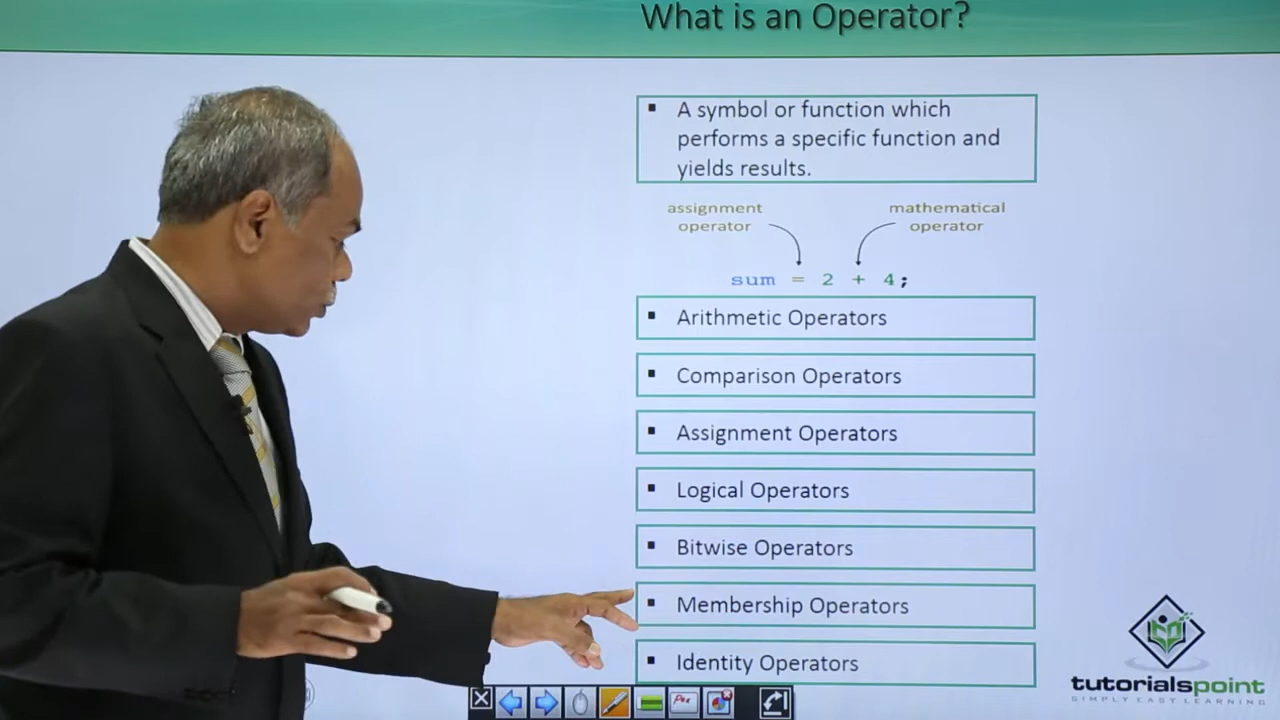 What is an Operator?
▪ A symbol or function which
performs a specific function and
yields results.
assignment
operator
mathematical
operator
sum = 2 + 4;
▪ Arithmetic Operators
▪ Comparison Operators
▪ Assignment Operators
▪ Logical Operators
▪ Bitwise Operators
▪ Membership Operators
▪ Identity Operators
tutorialspoint
SIMPLY EASY LEARNING